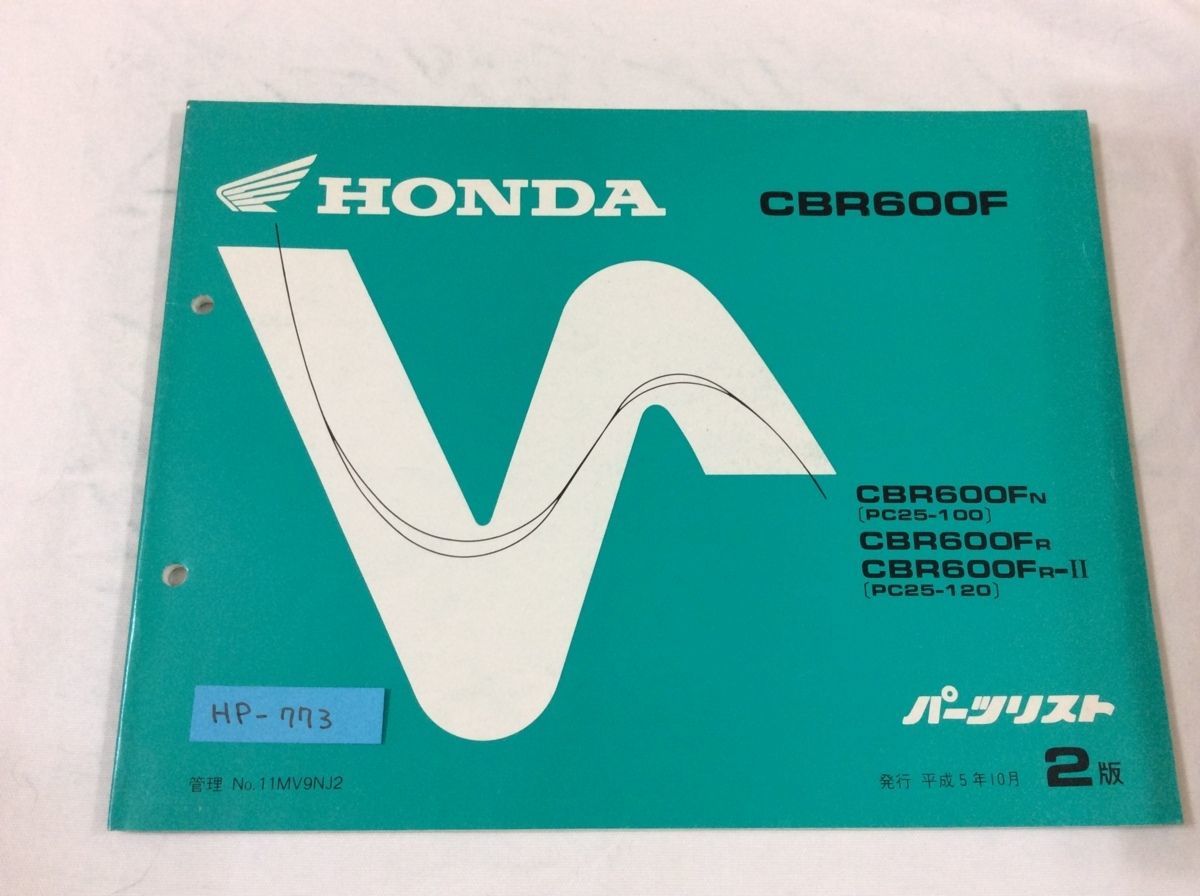 HONDA
CBR600F
CBR600FN
〔PC25-100〕
CBR600FR
CBR600FR-II
〔PC25-120〕
パーツリスト
HP-773
管理 No.11MV9NJ2
発行 平成5年10月 2版